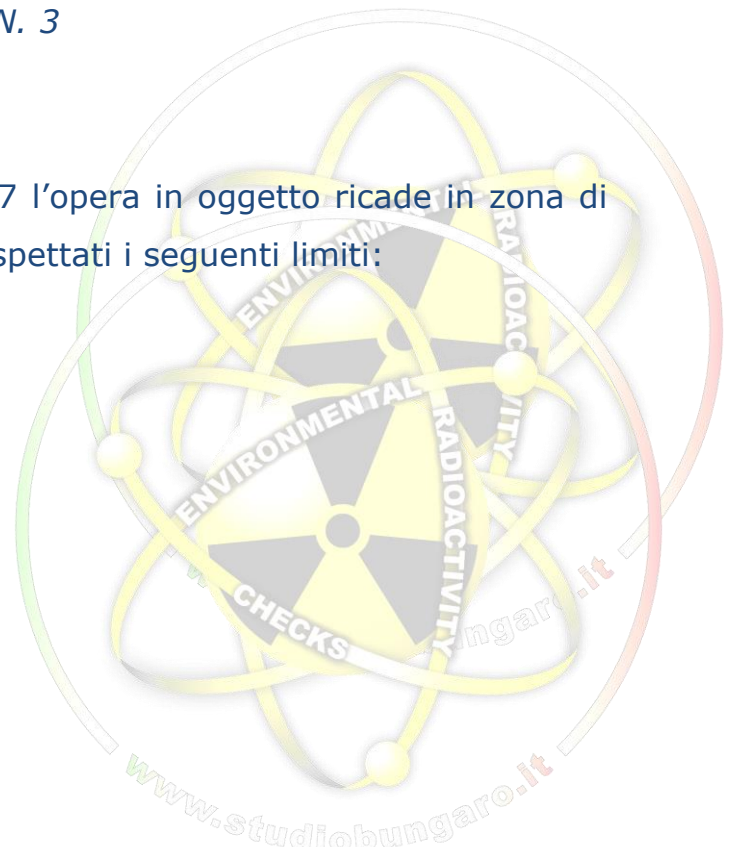 N. 3
7 l’opera in oggetto ricade in zona di
spettati i seguenti limiti:
ENVIRONMENTAL RADIOACTIVITY
ENVIRONMENTAL RADIOACTIVITY
CHECKS
www.studiobungaro.it